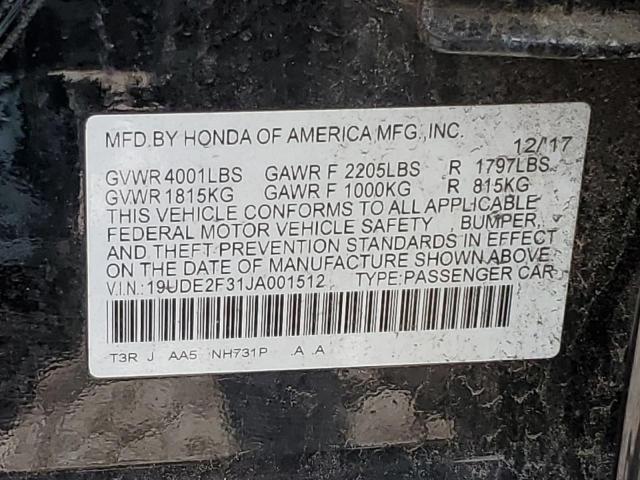 MFD.BY HONDA OF AMERICA MFG.,INC. 12/17
GVWR 4001LBS GAWR F 2205LBS R 1797LBS
GVWR 1815KG GAWR F 1000KG R 815KG
THIS VEHICLE CONFORMS TO ALL APPLICABLE
FEDERAL MOTOR VEHICLE SAFETY , BUMPER,
AND THEFT PREVENTION STANDARDS IN EFFECT
ON THE DATE OF MANUFACTURE SHOWN ABOVE.
V.I.N.: 19UDE2F31JA001512 TYPE:PASSENGER CAR
T3R J AA5 NH731P .A .A